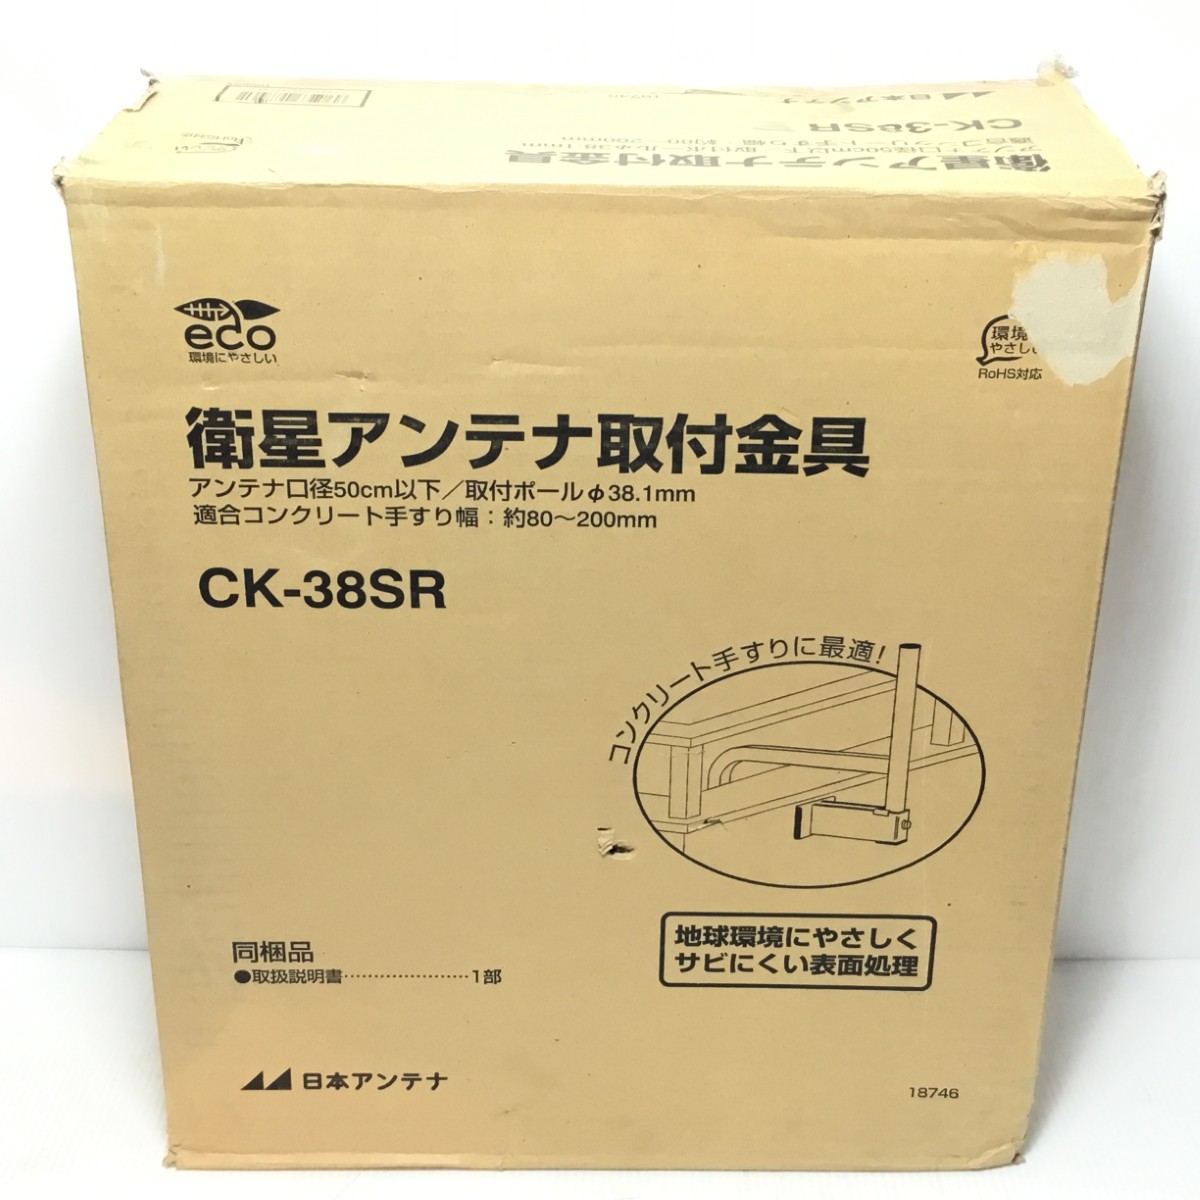 日本アンテナ
CK-38SR
衛星アンテナ取付金具
eco
環境にやさしい
環境
やさし
RoHS対応
衛星アンテナ取付金具
アンテナ口径50cm以下／取付ポールφ38.1mm
適合コンクリート手すり幅：約80～200mm
CK-38SR
コンクリート手すりに最適!
地球環境にやさしく
サビにくい表面処理
同梱品
●取扱説明書‥‥‥‥‥‥‥1部
日本アンテナ
18746